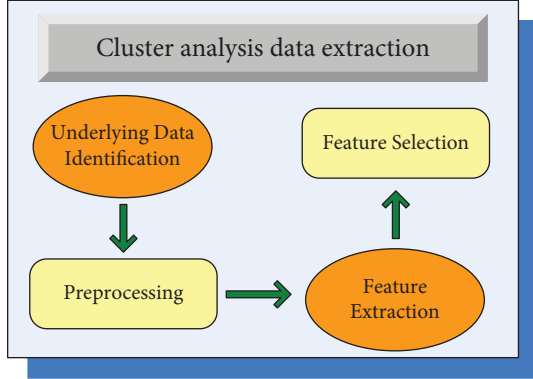 Cluster analysis data extraction
Underlying Data
Identification
Preprocessing
Feature
Extraction
Feature Selection